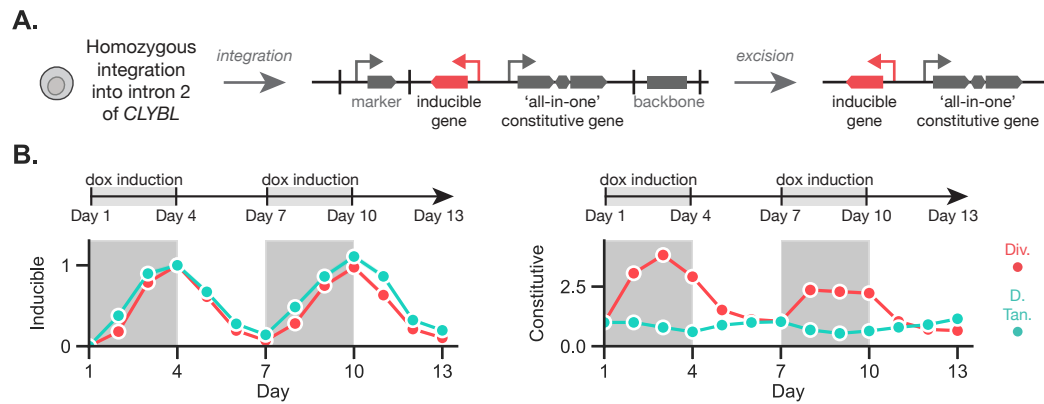 A.
Homozygous
integration
into intron 2
of CLYBL
integration
marker
inducible
gene
'all-in-one'
constitutive gene
backbone
excision
inducible
gene
'all-in-one'
constitutive gene
B.
dox induction
dox induction
Day 1
Day 4
Day 7
Day 10
Day 13
Inducible
1
0
1
4
7
10
13
Day
dox induction
dox induction
Day 1
Day 4
Day 7
Day 10
Day 13
Constitutive
2.5
0.0
1
4
7
10
13
Day
Div.
D.
Tan.